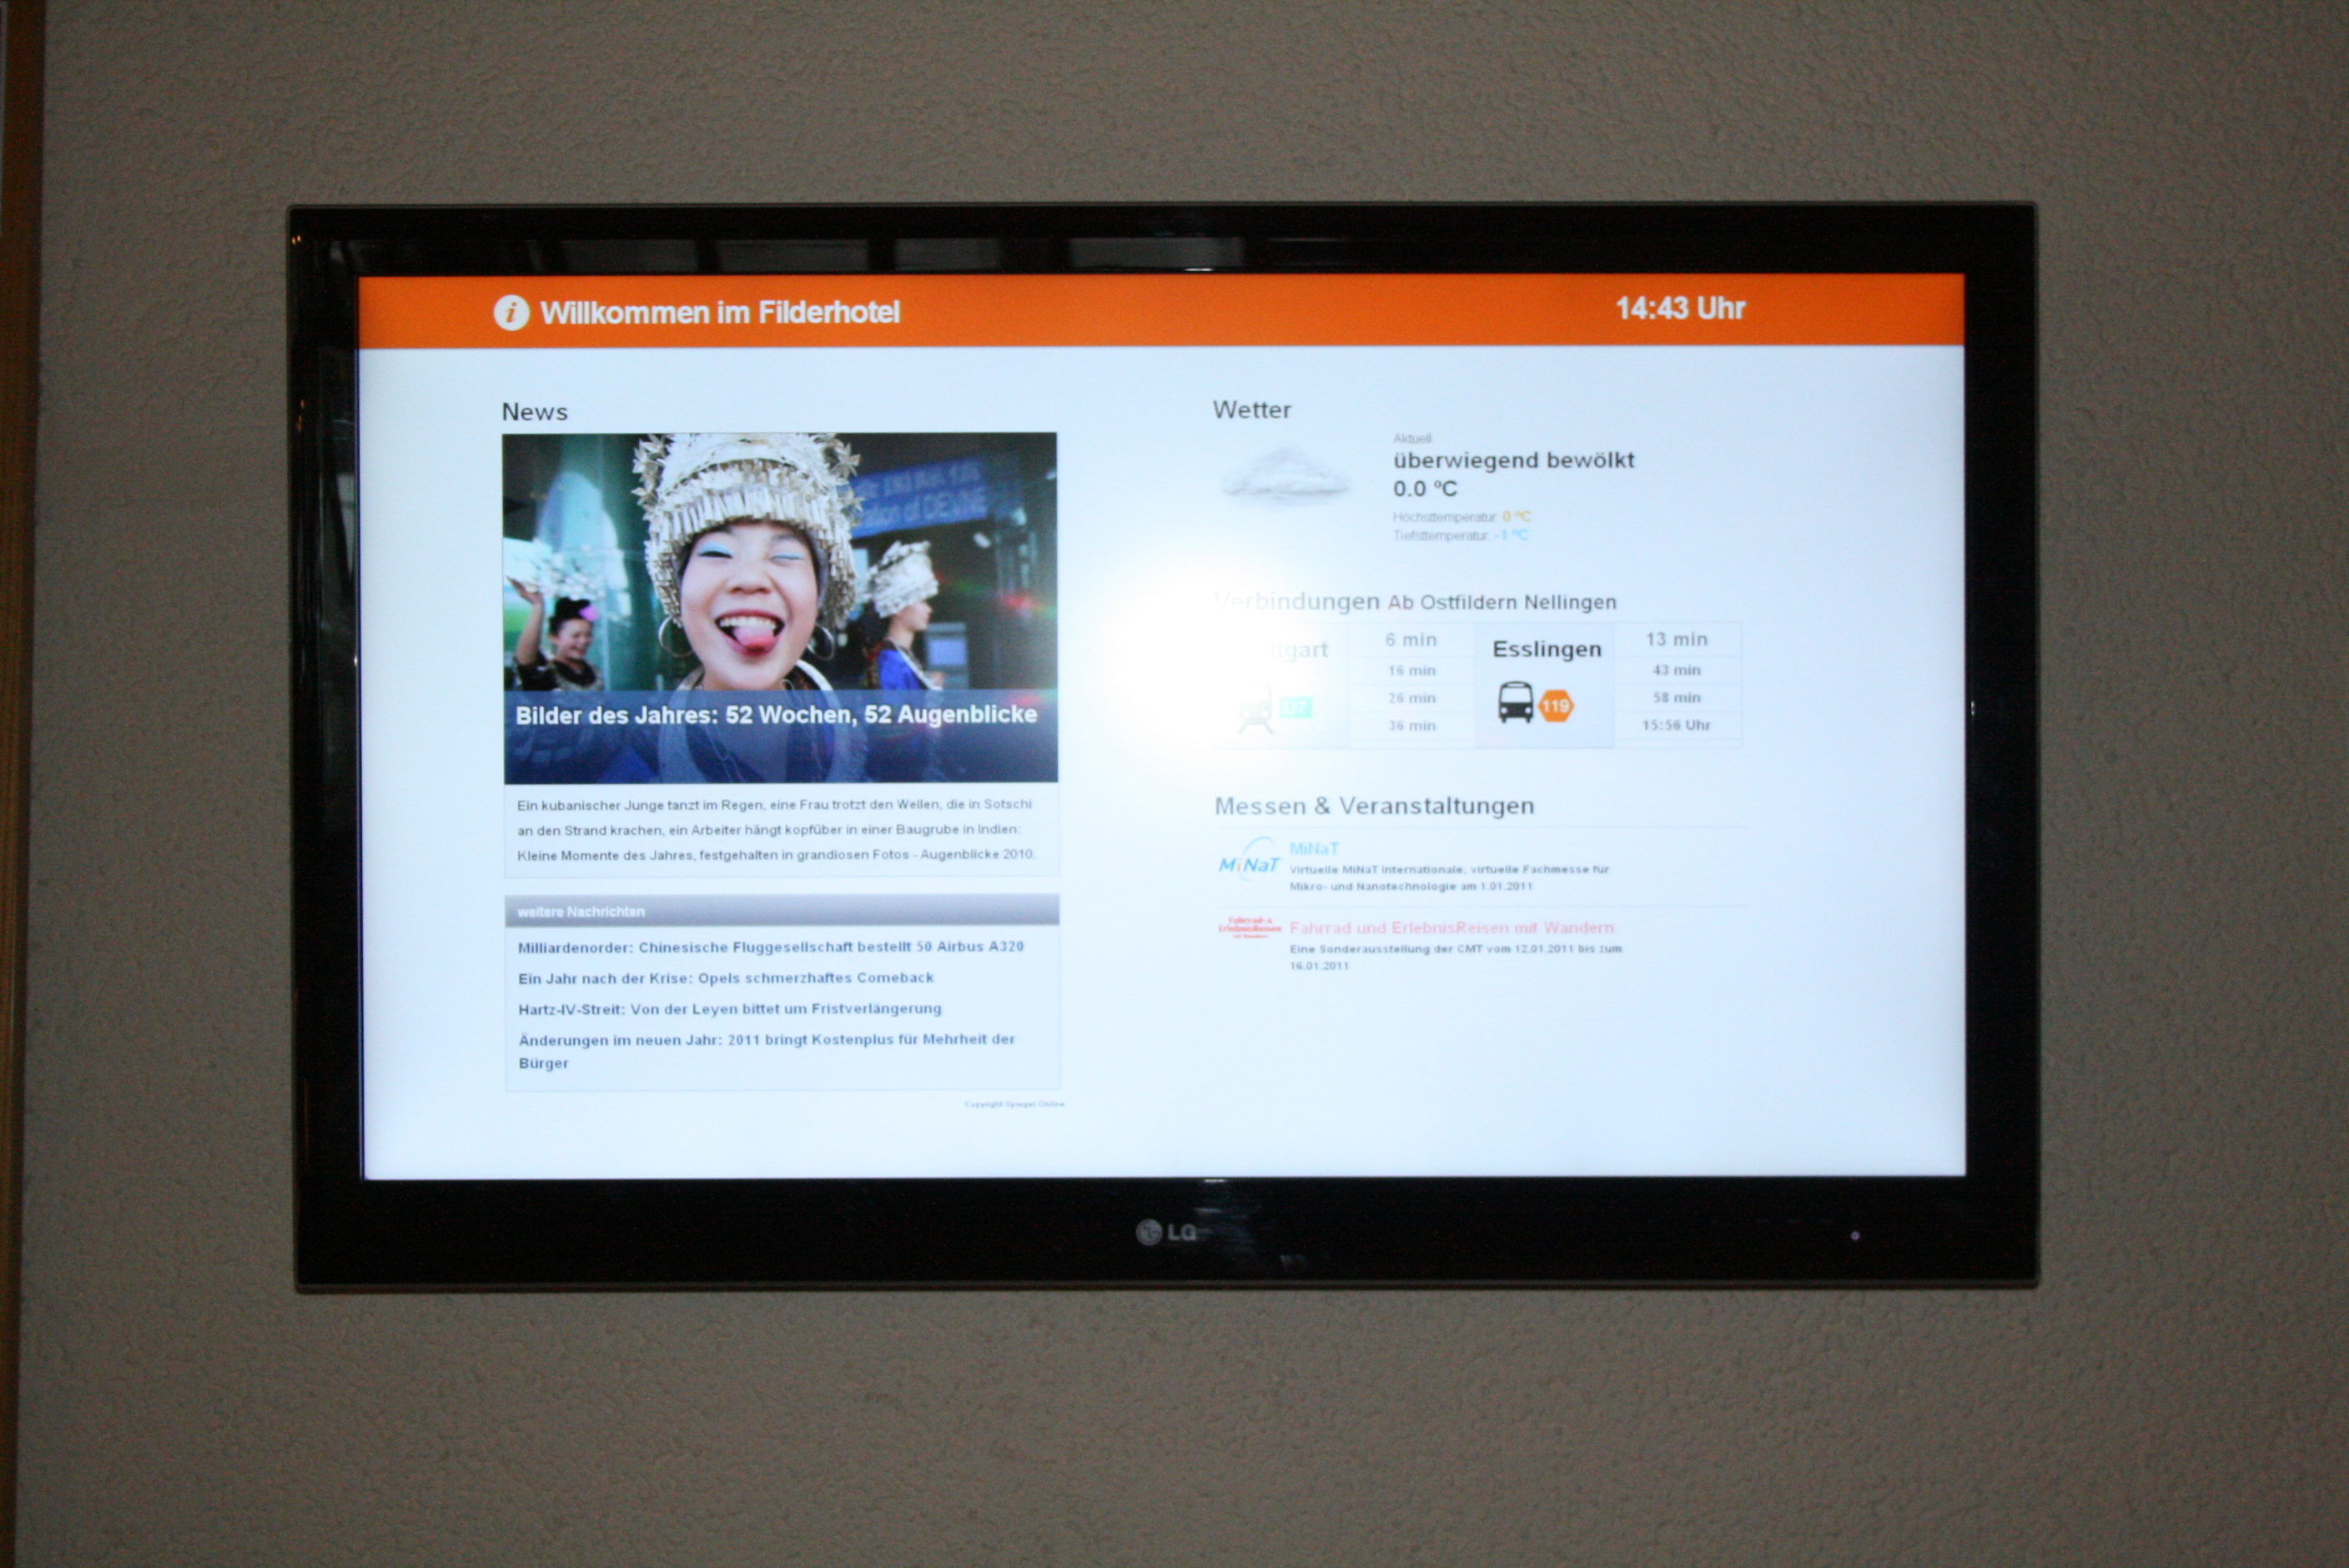 Willkommen im Filderhotel
14:43 Uhr
News
Bilder des Jahres: 52 Wochen, 52 Augenblicke
Ein kubanischer Junge tanzt im Regen, eine Frau trotzt den Wellen, die in Sotschi
an den Strand krachen, ein Arbeiter hängt kopfüber in einer Baugrube in Indien:
Kleine Momente des Jahres, festgehalten in grandiosen Fotos - Augenblicke 2010.
weitere Nachrichten
Milliardenorder: Chinesische Fluggesellschaft bestellt 50 Airbus A320
Ein Jahr nach der Krise: Opels schmerzhaftes Comeback
Hartz-IV-Streit: Von der Leyen bittet um Fristverlängerung
Änderungen im neuen Jahr: 2011 bringt Kostenplus für Mehrheit der
Bürger
Copyright Spiegel Online
Wetter
Aktuell
überwiegend bewölkt
0.0 °C
Höchsttemperatur: 0 °C
Tiefsttemperatur: -1 °C
Verbindungen Ab Ostfildern Nellingen
U7
6 min
16 min
26 min
36 min
Esslingen
119
13 min
43 min
58 min
15:56 Uhr
Messen & Veranstaltungen
MiNaT
MiNaT
Virtuelle MiNaT Internationale, virtuelle Fachmesse für
Mikro- und Nanotechnologie am 1.01.2011
Fahrrad- &
ErlebnisReisen
Fahrrad und ErlebnisReisen mit Wandern
Eine Sonderausstellung der CMT vom 12.01.2011 bis zum
16.01.2011
LG